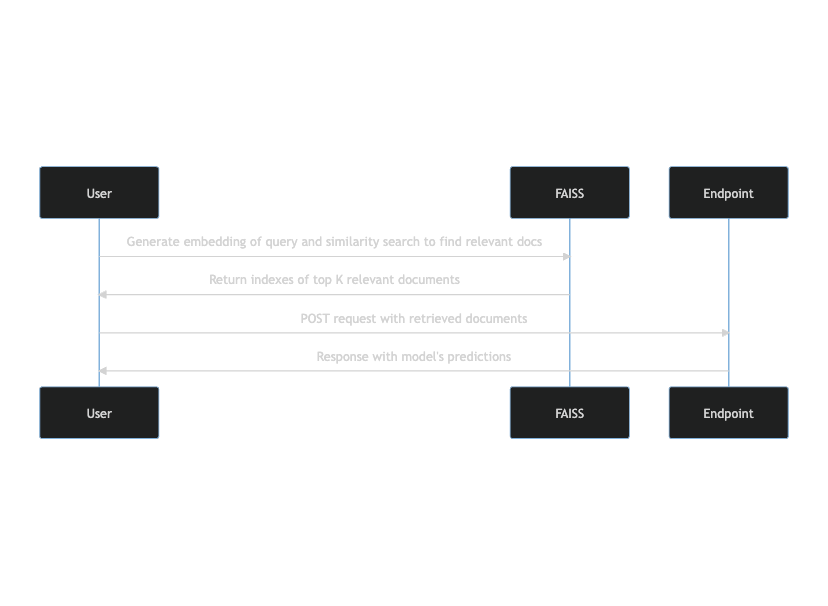 User
FAISS
Endpoint
Generate embedding of query and similarity search to find relevant docs
Return indexes of top K relevant documents
POST request with retrieved documents
Response with model's predictions
User
FAISS
Endpoint